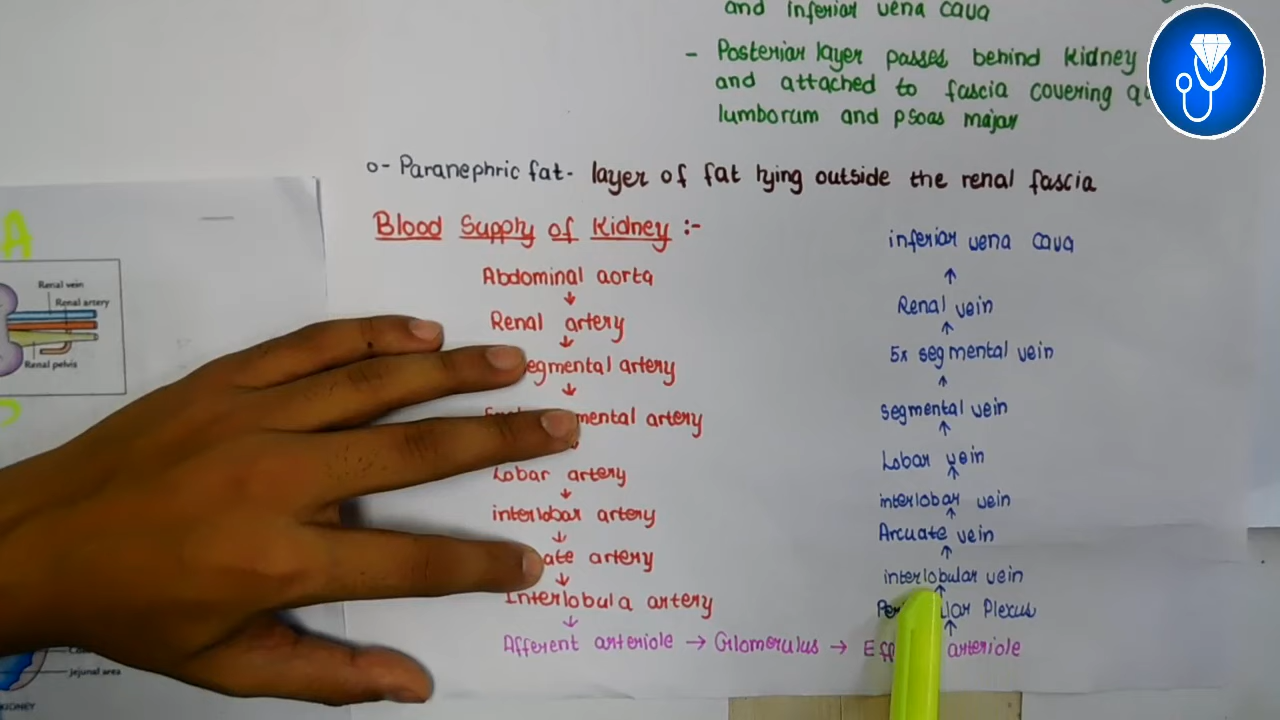 and inferior vena cava
- Posterior layer passes behind kidney
and attached to fascia covering
lumborum and psoas major
o- Paranephric fat- layer of fat lying outside the renal fascia
Blood Supply of Kidney :-
Abdominal aorta
↓
Renal artery
↓
egmental artery
↓
mental artery
Lobar artery
↓
interlobar artery
↓
ate artery
↓
Interlobula artery
↓
Afferent arteriole → Glomerulus → Eff arteriole
inferior vena cava
↑
Renal vein
↑
5x segmental vein
↑
segmental vein
↑
Lobar vein
↑
interlobar vein
↑
Arcuate vein
↑
interlobular vein
↑
Plexus
↑
Renal vein
Renal artery
Renal pelvis
Jejunal area
KIDNEY